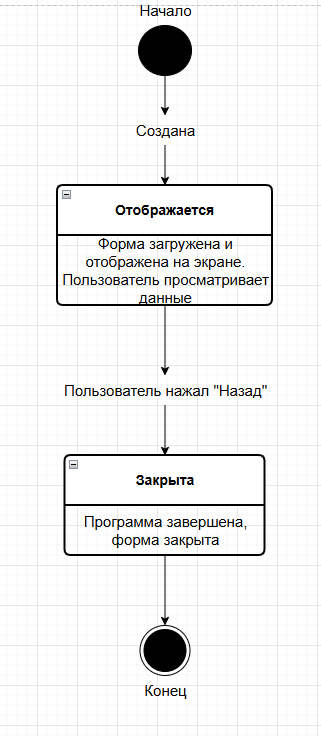 Начало
Создана
Отображается
Форма загружена и
отображена на экране.
Пользователь просматривает
данные
Пользователь нажал "Назад"
Закрыта
Программа завершена,
форма закрыта
Конец